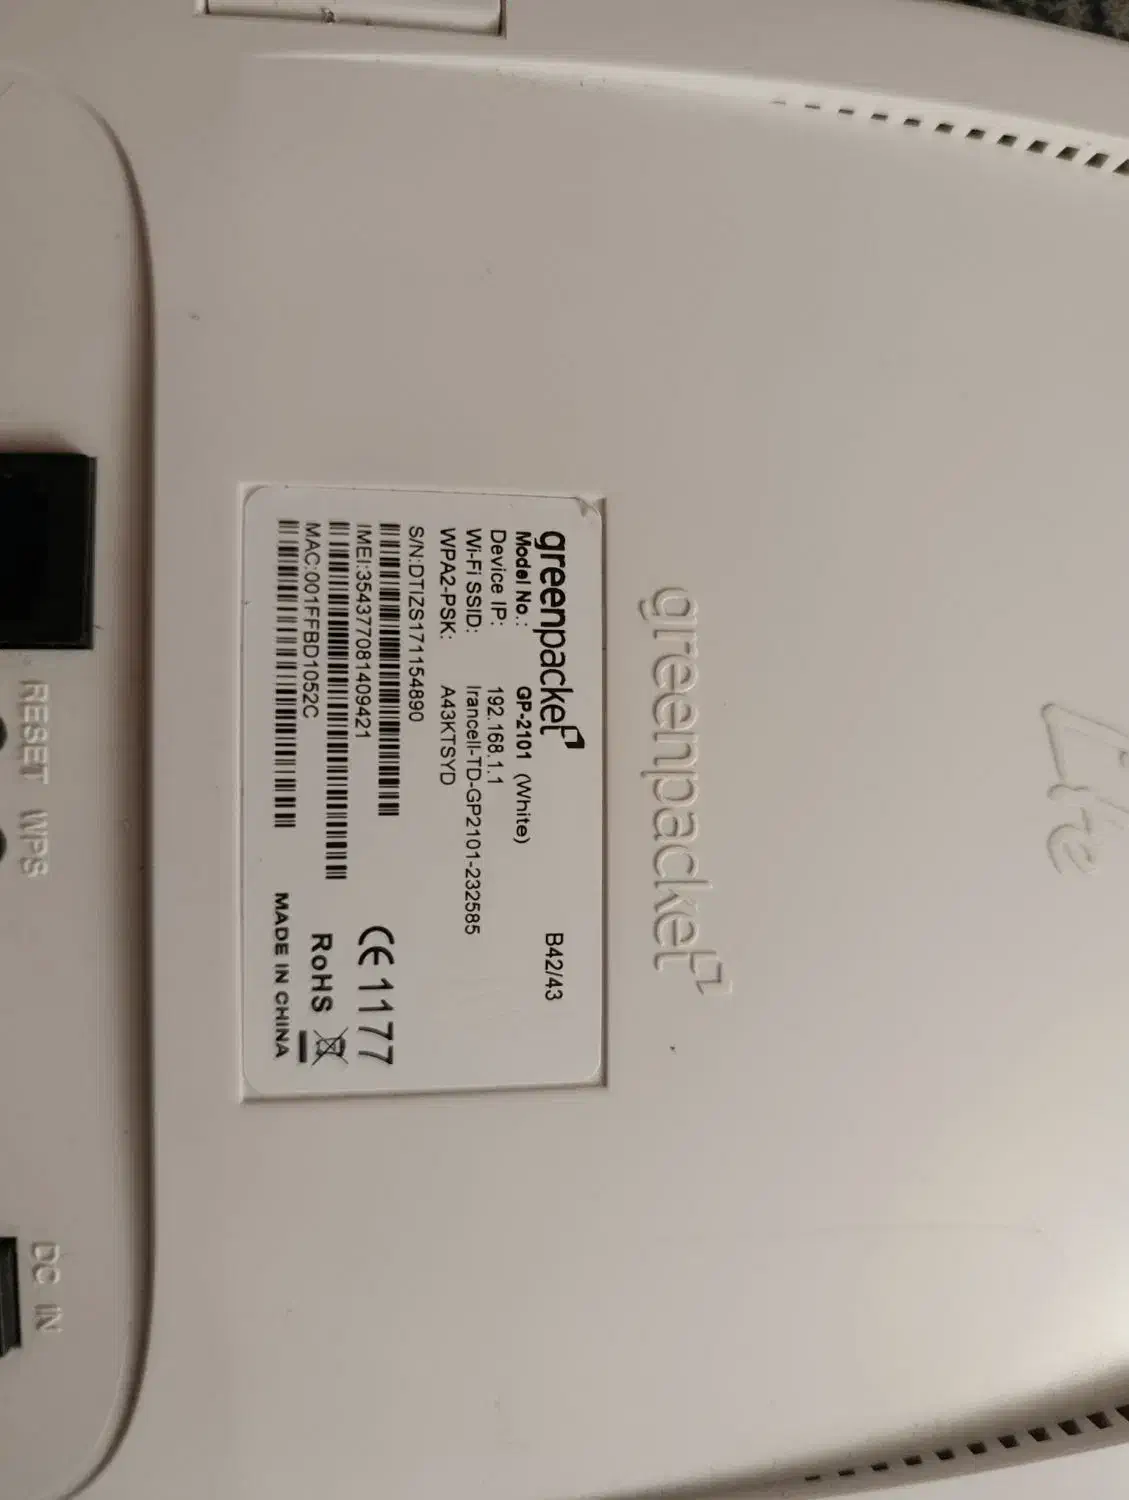 Lite
greenpacket
greenpacket B42/43
Model No.: GP-2101 (White)
Device IP: 192.168.1.1
Wi-Fi SSID: Irancell-TD-GP2101-232585
WPA2-PSK: A43KTSYD
S/N:DTIZS171154890
CE 1177
IMEI:354377081409421
RoHS
MAC:001FFBD1052C
MADE IN CHINA
RESET WPS DC IN